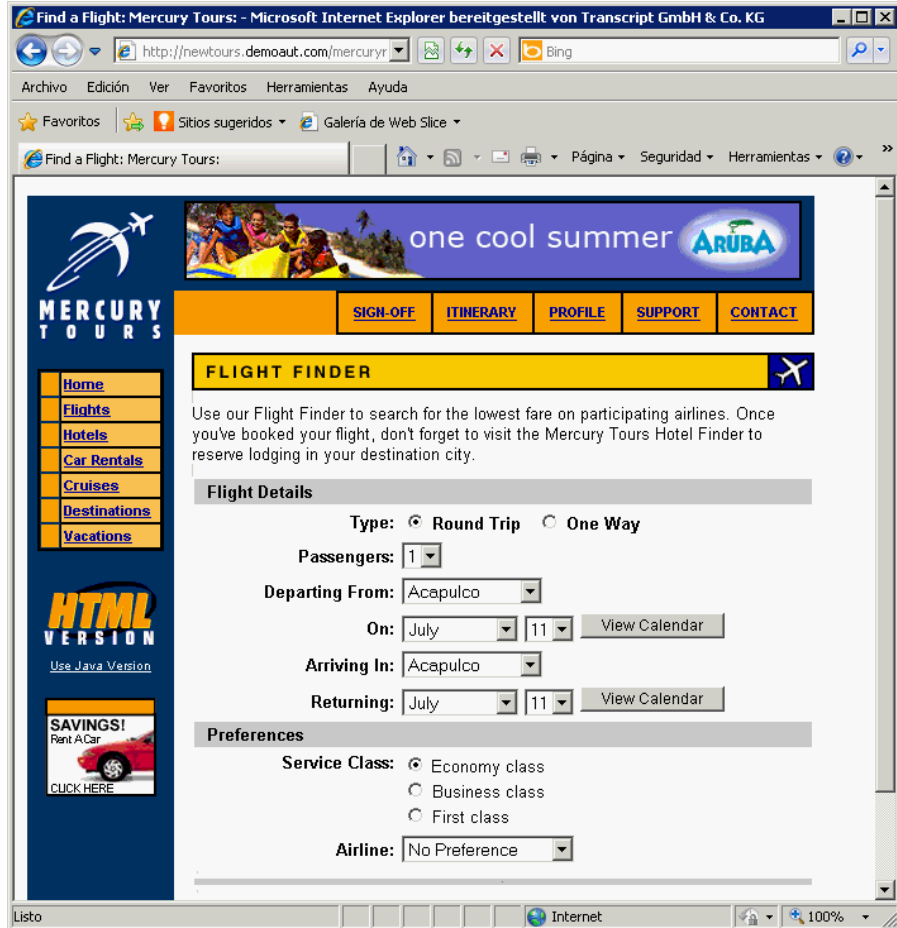 Find a Flight: Mercury Tours: - Microsoft Internet Explorer bereitgestellt von Transcript GmbH & Co. KG
http://newtours.demoaut.com/mercuryr
Bing
Archivo Edición Ver Favoritos Herramientas Ayuda
Favoritos Sitios sugeridos Galería de Web Slice
Find a Flight: Mercury Tours: Página Seguridad Herramientas »
one cool summer ARUBA
MERCURY
TOURS
SIGN-OFF ITINERARY PROFILE SUPPORT CONTACT
Home
Flights
Hotels
Car Rentals
Cruises
Destinations
Vacations
HTML
VERSION
Use Java Version
SAVINGS!
Rent A Car
CLICK HERE
FLIGHT FINDER
Use our Flight Finder to search for the lowest fare on participating airlines. Once
you've booked your flight, don't forget to visit the Mercury Tours Hotel Finder to
reserve lodging in your destination city.
Flight Details
Type: Round Trip One Way
Passengers: 1
Departing From: Acapulco
On: July 11 View Calendar
Arriving In: Acapulco
Returning: July 11 View Calendar
Preferences
Service Class: Economy class
Business class
First class
Airline: No Preference
Listo Internet 100%